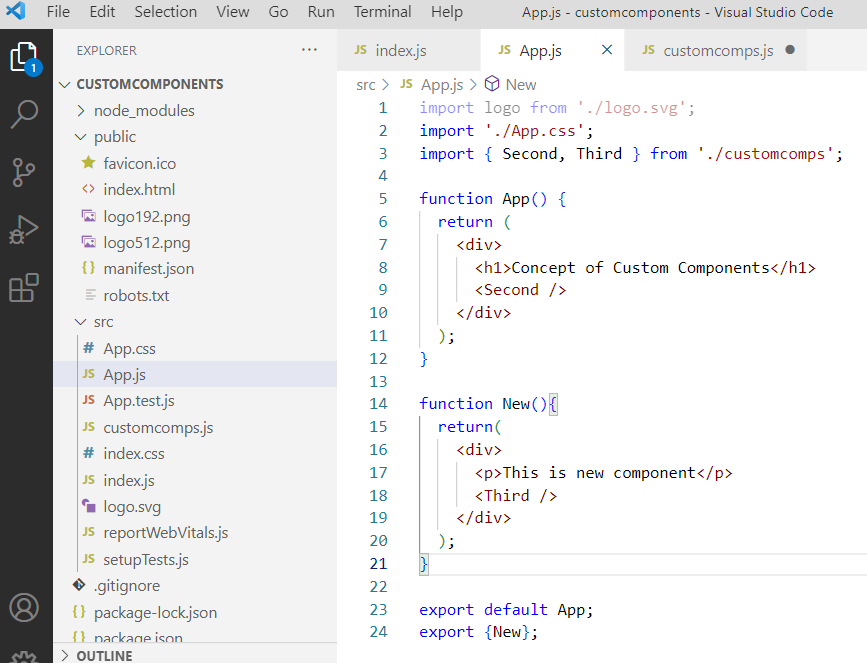 File Edit Selection View Go Run Terminal Help App.js - customcomponents - Visual Studio Code
1
EXPLORER ···
CUSTOMCOMPONENTS
node_modules
public
favicon.ico
<> index.html
logo192.png
logo512.png
{} manifest.json
robots.txt
src
# App.css
JS App.js
JS App.test.js
JS customcomps.js
# index.css
JS index.js
logo.svg
JS reportWebVitals.js
JS setupTests.js
.gitignore
{} package-lock.json
{} package.json
OUTLINE
JS index.js JS App.js × JS customcomps.js ●
src > JS App.js > New
1 import logo from './logo.svg';
2 import './App.css';
3 import { Second, Third } from './customcomps';
4
5 function App() {
6 return (
7 <div>
8 <h1>Concept of Custom Components</h1>
9 <Second />
10 </div>
11 );
12 }
13
14 function New(){
15 return(
16 <div>
17 <p>This is new component</p>
18 <Third />
19 </div>
20 );
21 }
22
23 export default App;
24 export {New};